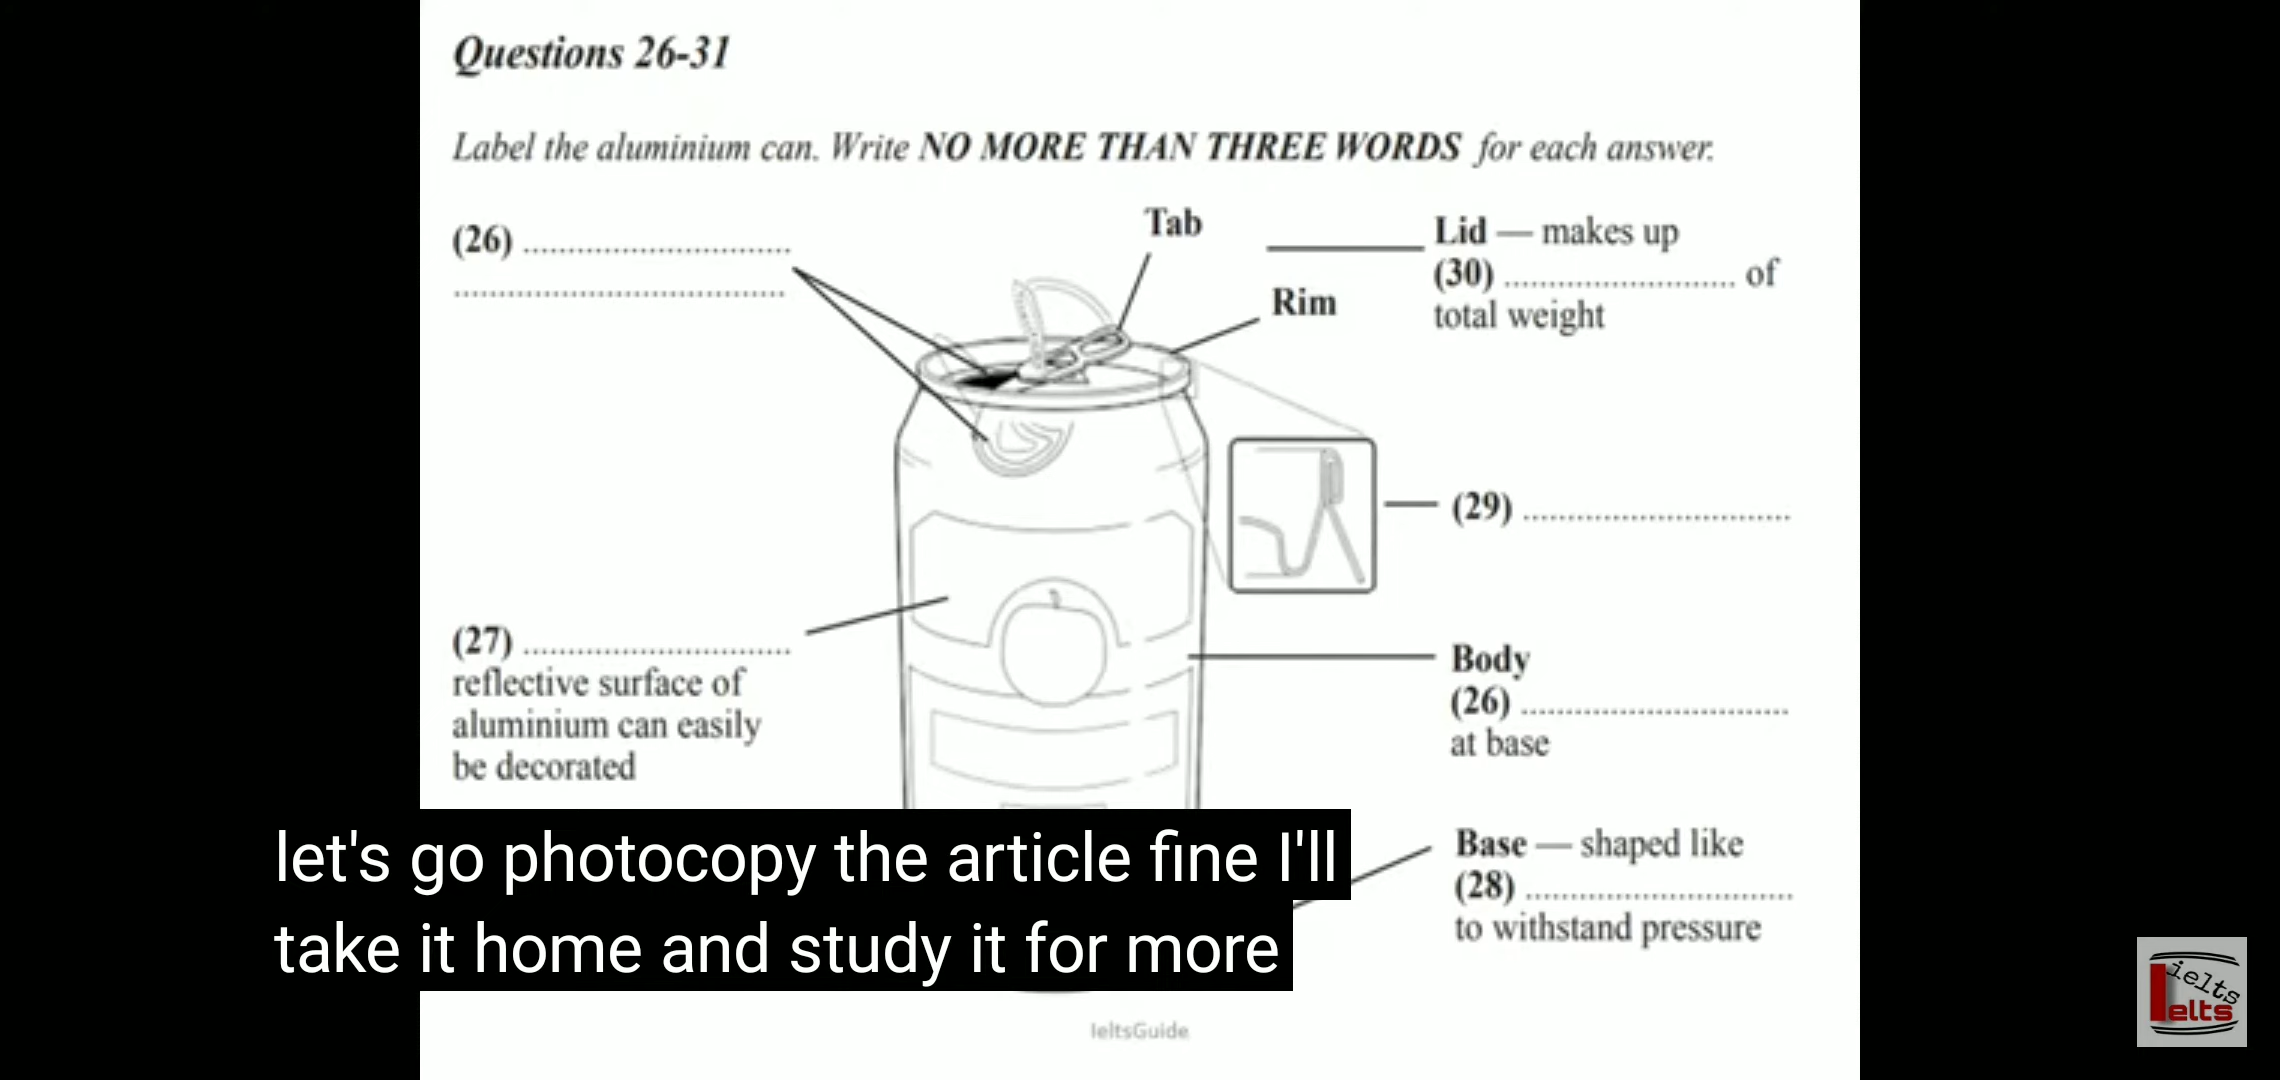 Questions 26-31
Label the aluminium can. Write NO MORE THAN THREE WORDS for each answer.
(26) ..............................
.....................................
Tab
Rim
Lid — makes up
(30) .......................... of
total weight
(29) ..............................
(27) ..............................
reflective surface of
aluminium can easily
be decorated
Body
(26) ..............................
at base
Base — shaped like
(28) ..............................
to withstand pressure
let's go photocopy the article fine I'll
take it home and study it for more
IeltsGuide
ielts
Ielts